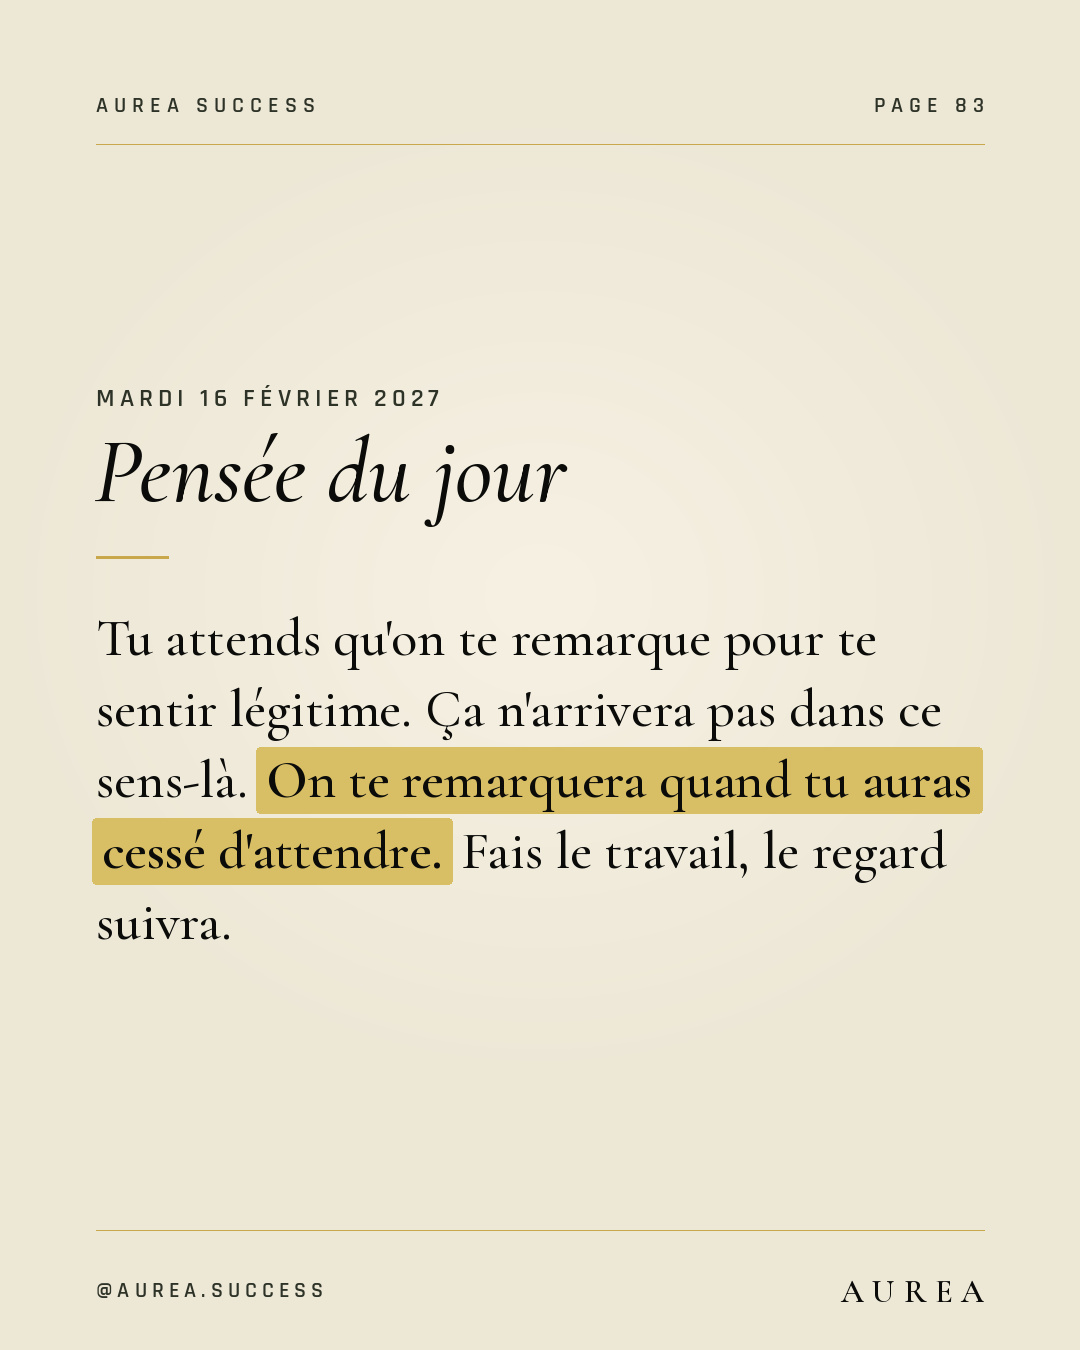 AUREA SUCCESS
PAGE 83
MARDI 16 FÉVRIER 2027
Pensée du jour
Tu attends qu'on te remarque pour te
sentir légitime. Ça n'arrivera pas dans ce
sens-là. On te remarquera quand tu auras
cessé d'attendre. Fais le travail, le regard
suivra.
@AUREA.SUCCESS
AUREA